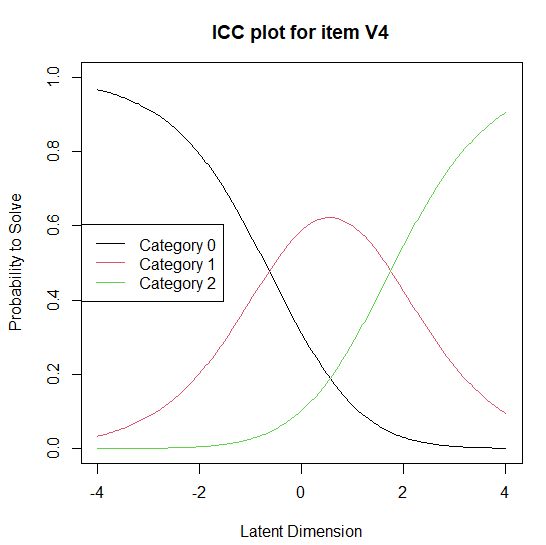 ICC plot for item V4
Probability to Solve
1.0
0.8
0.6
0.4
0.2
0.0
Category 0
Category 1
Category 2
-4 -2 0 2 4
Latent Dimension